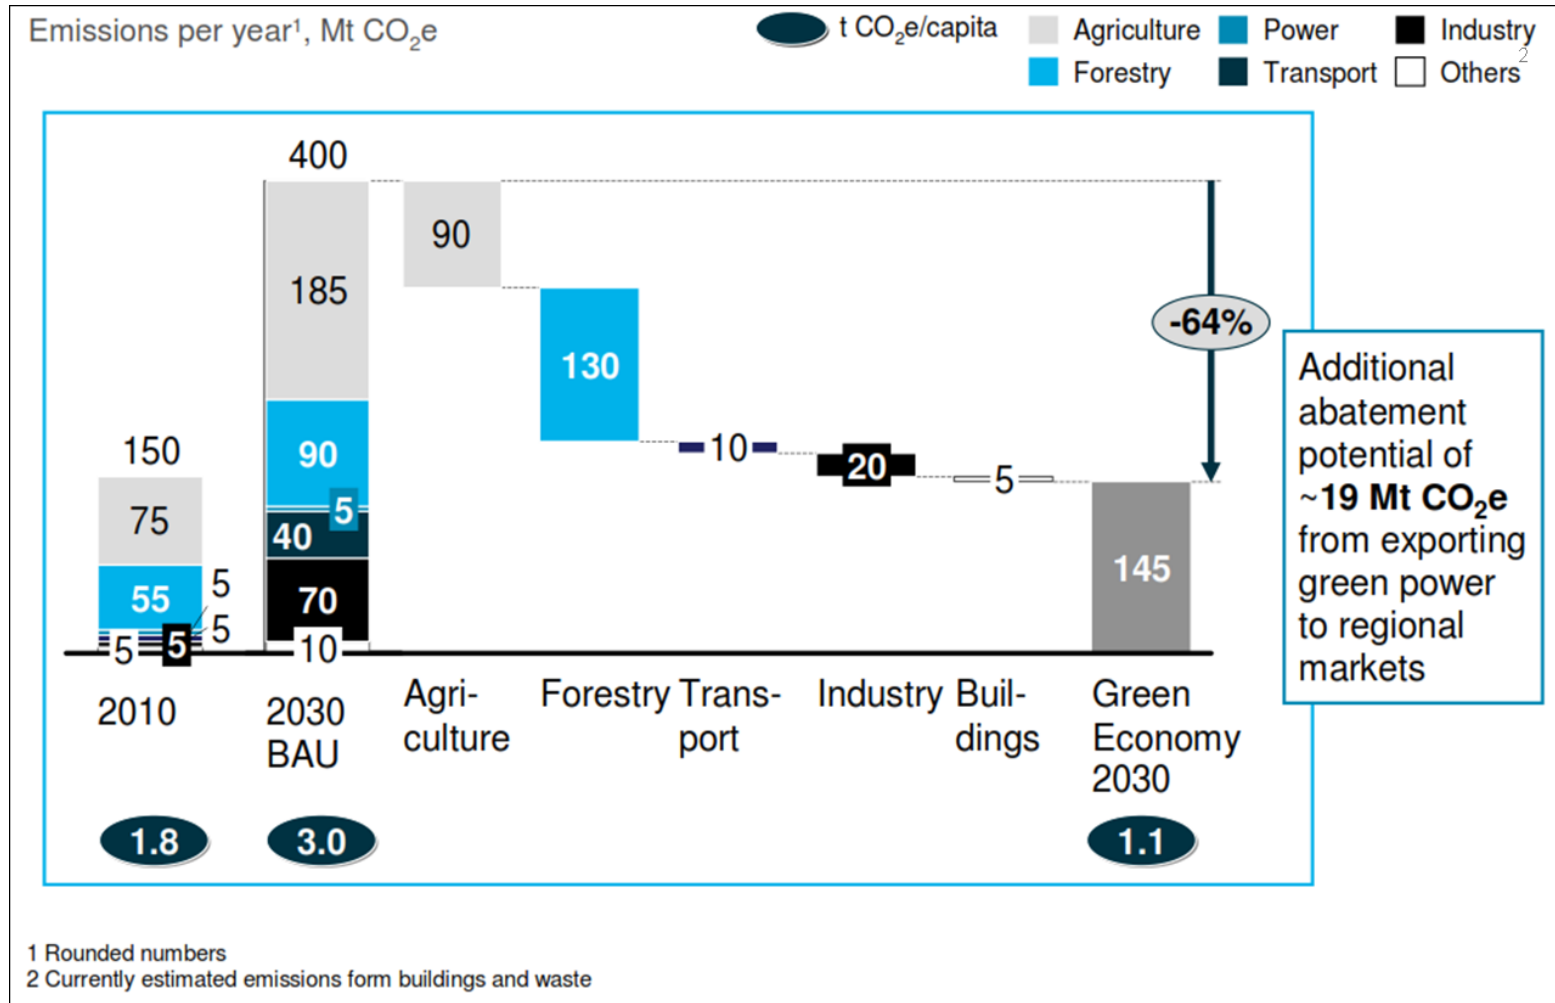 Emissions per year¹, Mt CO₂e
t CO₂e/capita
Agriculture
Power
Industry
Forestry
Transport
Others²
400
90
185
130
-64%
90
5
40
70
10
150
75
55
5
5
5
5
10
20
5
145
Additional
abatement
potential of
~19 Mt CO₂e
from exporting
green power
to regional
markets
2010
2030
BAU
Agri-
culture
Forestry
Trans-
port
Industry
Buil-
dings
Green
Economy
2030
1.8
3.0
1.1
1 Rounded numbers
2 Currently estimated emissions form buildings and waste